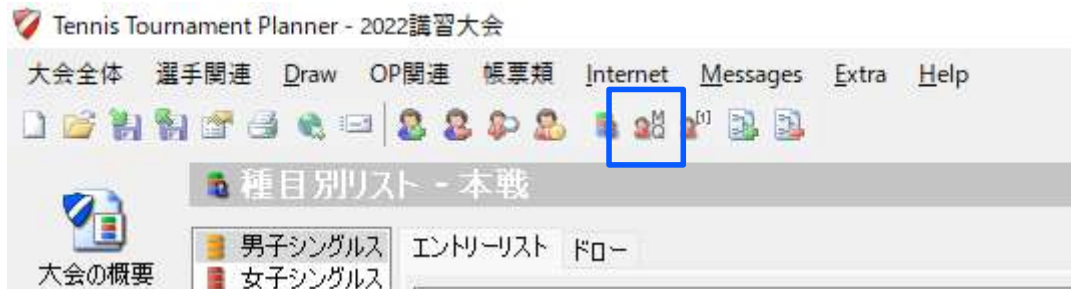 Tennis Tournament Planner - 2022講習大会
大会全体 選手関連 Draw OP関連 帳票類 Internet Messages Extra Help
M
Q
[1]
種目別リスト - 本戦
大会の概要
男子シングルス
女子シングルス
エントリーリスト ドロー